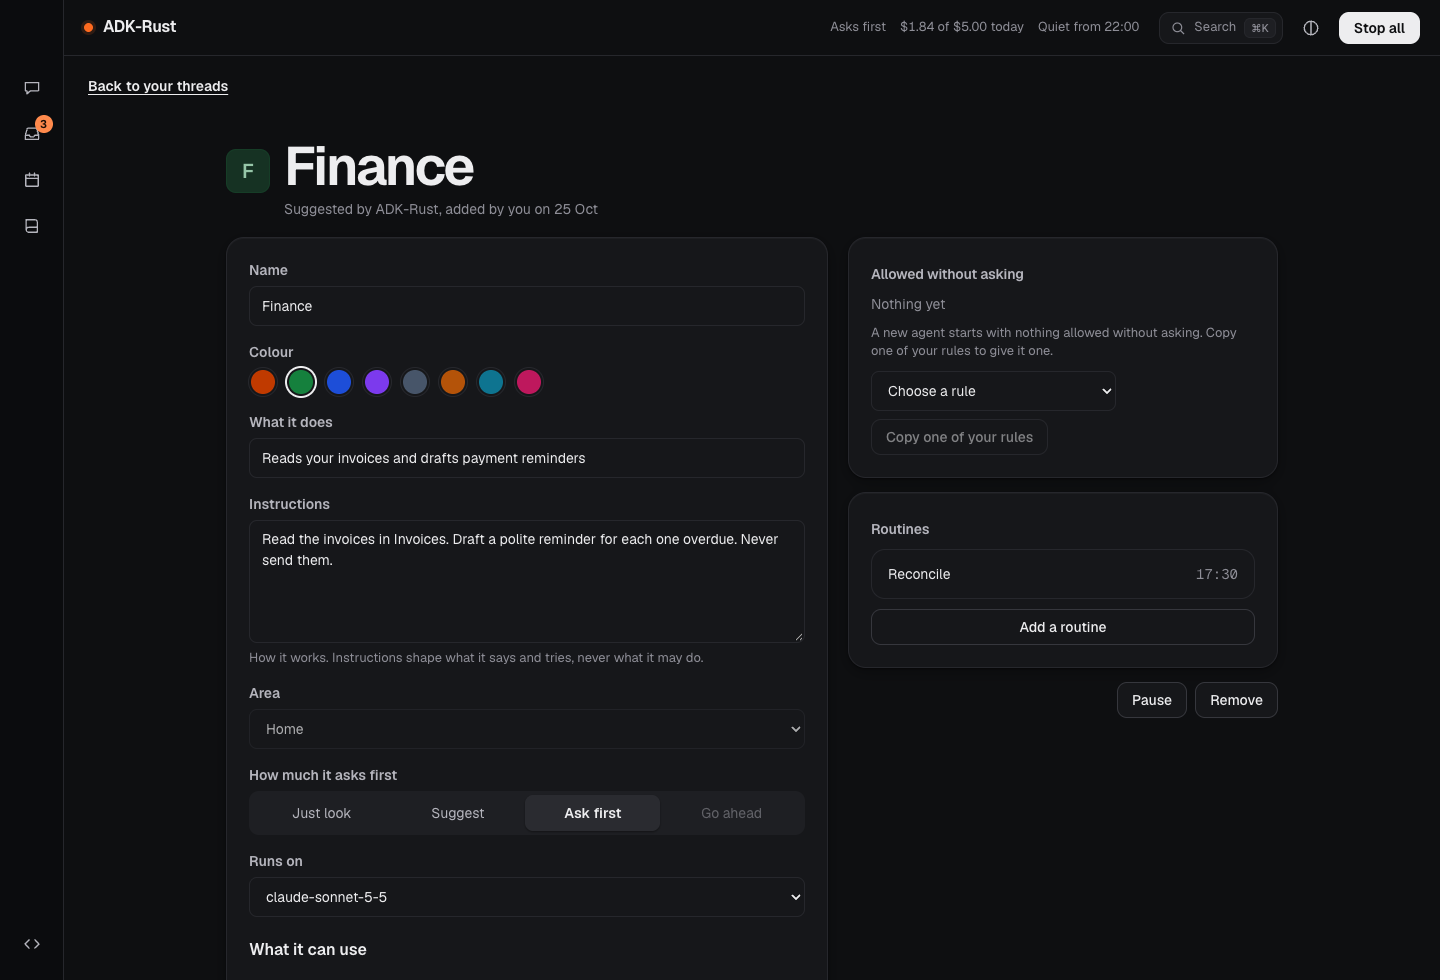 ADK-Rust
Asks first
$1.84 of $5.00 today
Quiet from 22:00
Search
⌘K
Stop all
3
Back to your threads
F
Finance
Suggested by ADK-Rust, added by you on 25 Oct
Name
Finance
Colour
What it does
Reads your invoices and drafts payment reminders
Instructions
Read the invoices in Invoices. Draft a polite reminder for each one overdue. Never
send them.
How it works. Instructions shape what it says and tries, never what it may do.
Area
Home
How much it asks first
Just look
Suggest
Ask first
Go ahead
Runs on
claude-sonnet-5-5
What it can use
Allowed without asking
Nothing yet
A new agent starts with nothing allowed without asking. Copy
one of your rules to give it one.
Choose a rule
Copy one of your rules
Routines
Reconcile
17:30
Add a routine
Pause
Remove